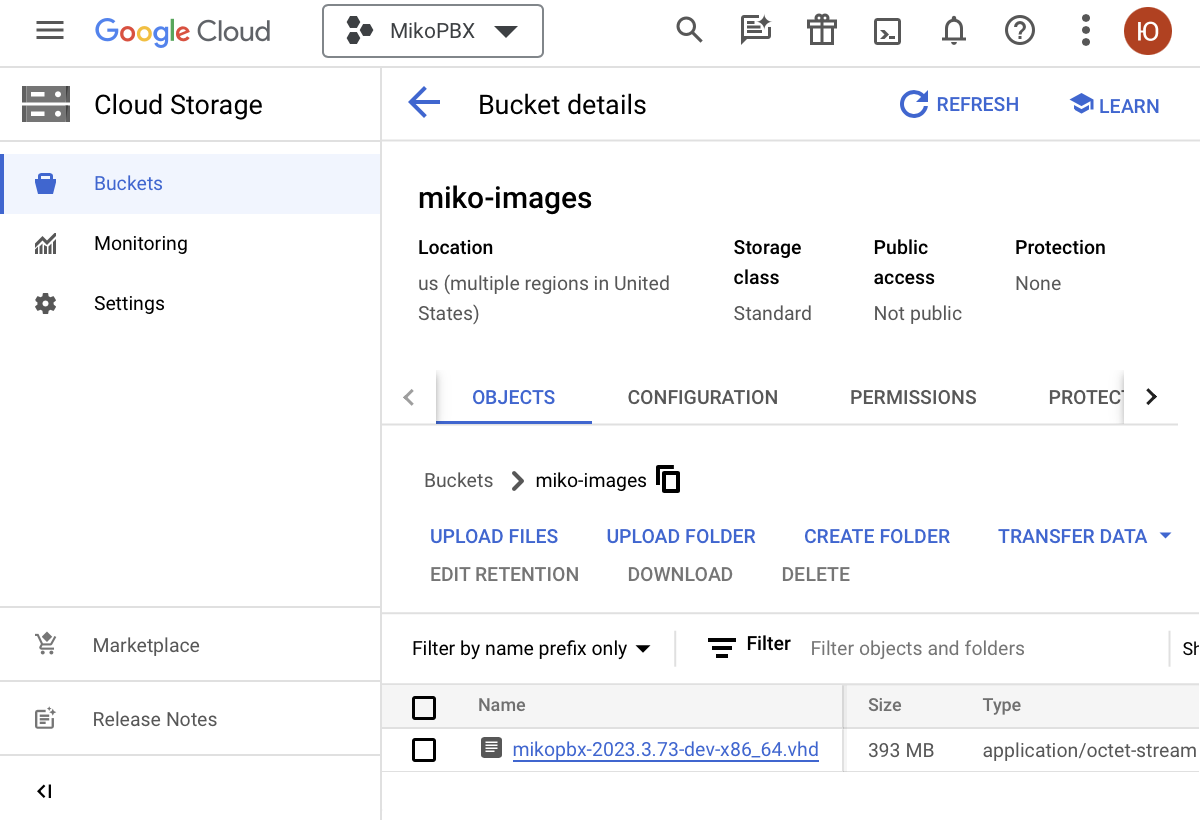 Google Cloud
MikoPBX
Ю
Cloud Storage
Bucket details
REFRESH
LEARN
Buckets
Monitoring
Settings
Marketplace
Release Notes
miko-images
Location
us (multiple regions in United
States)
Storage
class
Standard
Public
access
Not public
Protection
None
OBJECTS CONFIGURATION PERMISSIONS PROTECT
Buckets miko-images
UPLOAD FILES UPLOAD FOLDER CREATE FOLDER TRANSFER DATA
EDIT RETENTION DOWNLOAD DELETE
Filter by name prefix only Filter Filter objects and folders Sh
Name Size Type
mikopbx-2023.3.73-dev-x86_64.vhd 393 MB application/octet-stream